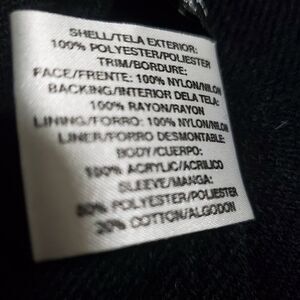 SHELL/TELA EXTERIOR:
100% POLYESTER/POLIESTER
TRIM/BORDURE:
FACE/FRENTE: 100% NYLON/NILON
BACKING/INTERIOR DELA TELA:
100% RAYON/RAYON
LINING/FORRO: 100% NYLON/NILON
LINER/FORRO DESMONTABLE:
BODY/CUERPO:
100% ACRYLIC/ACRILICO
SLEEVE/MANGA:
80% POLYESTER/POLIESTER
20% COTTON/ALGODON